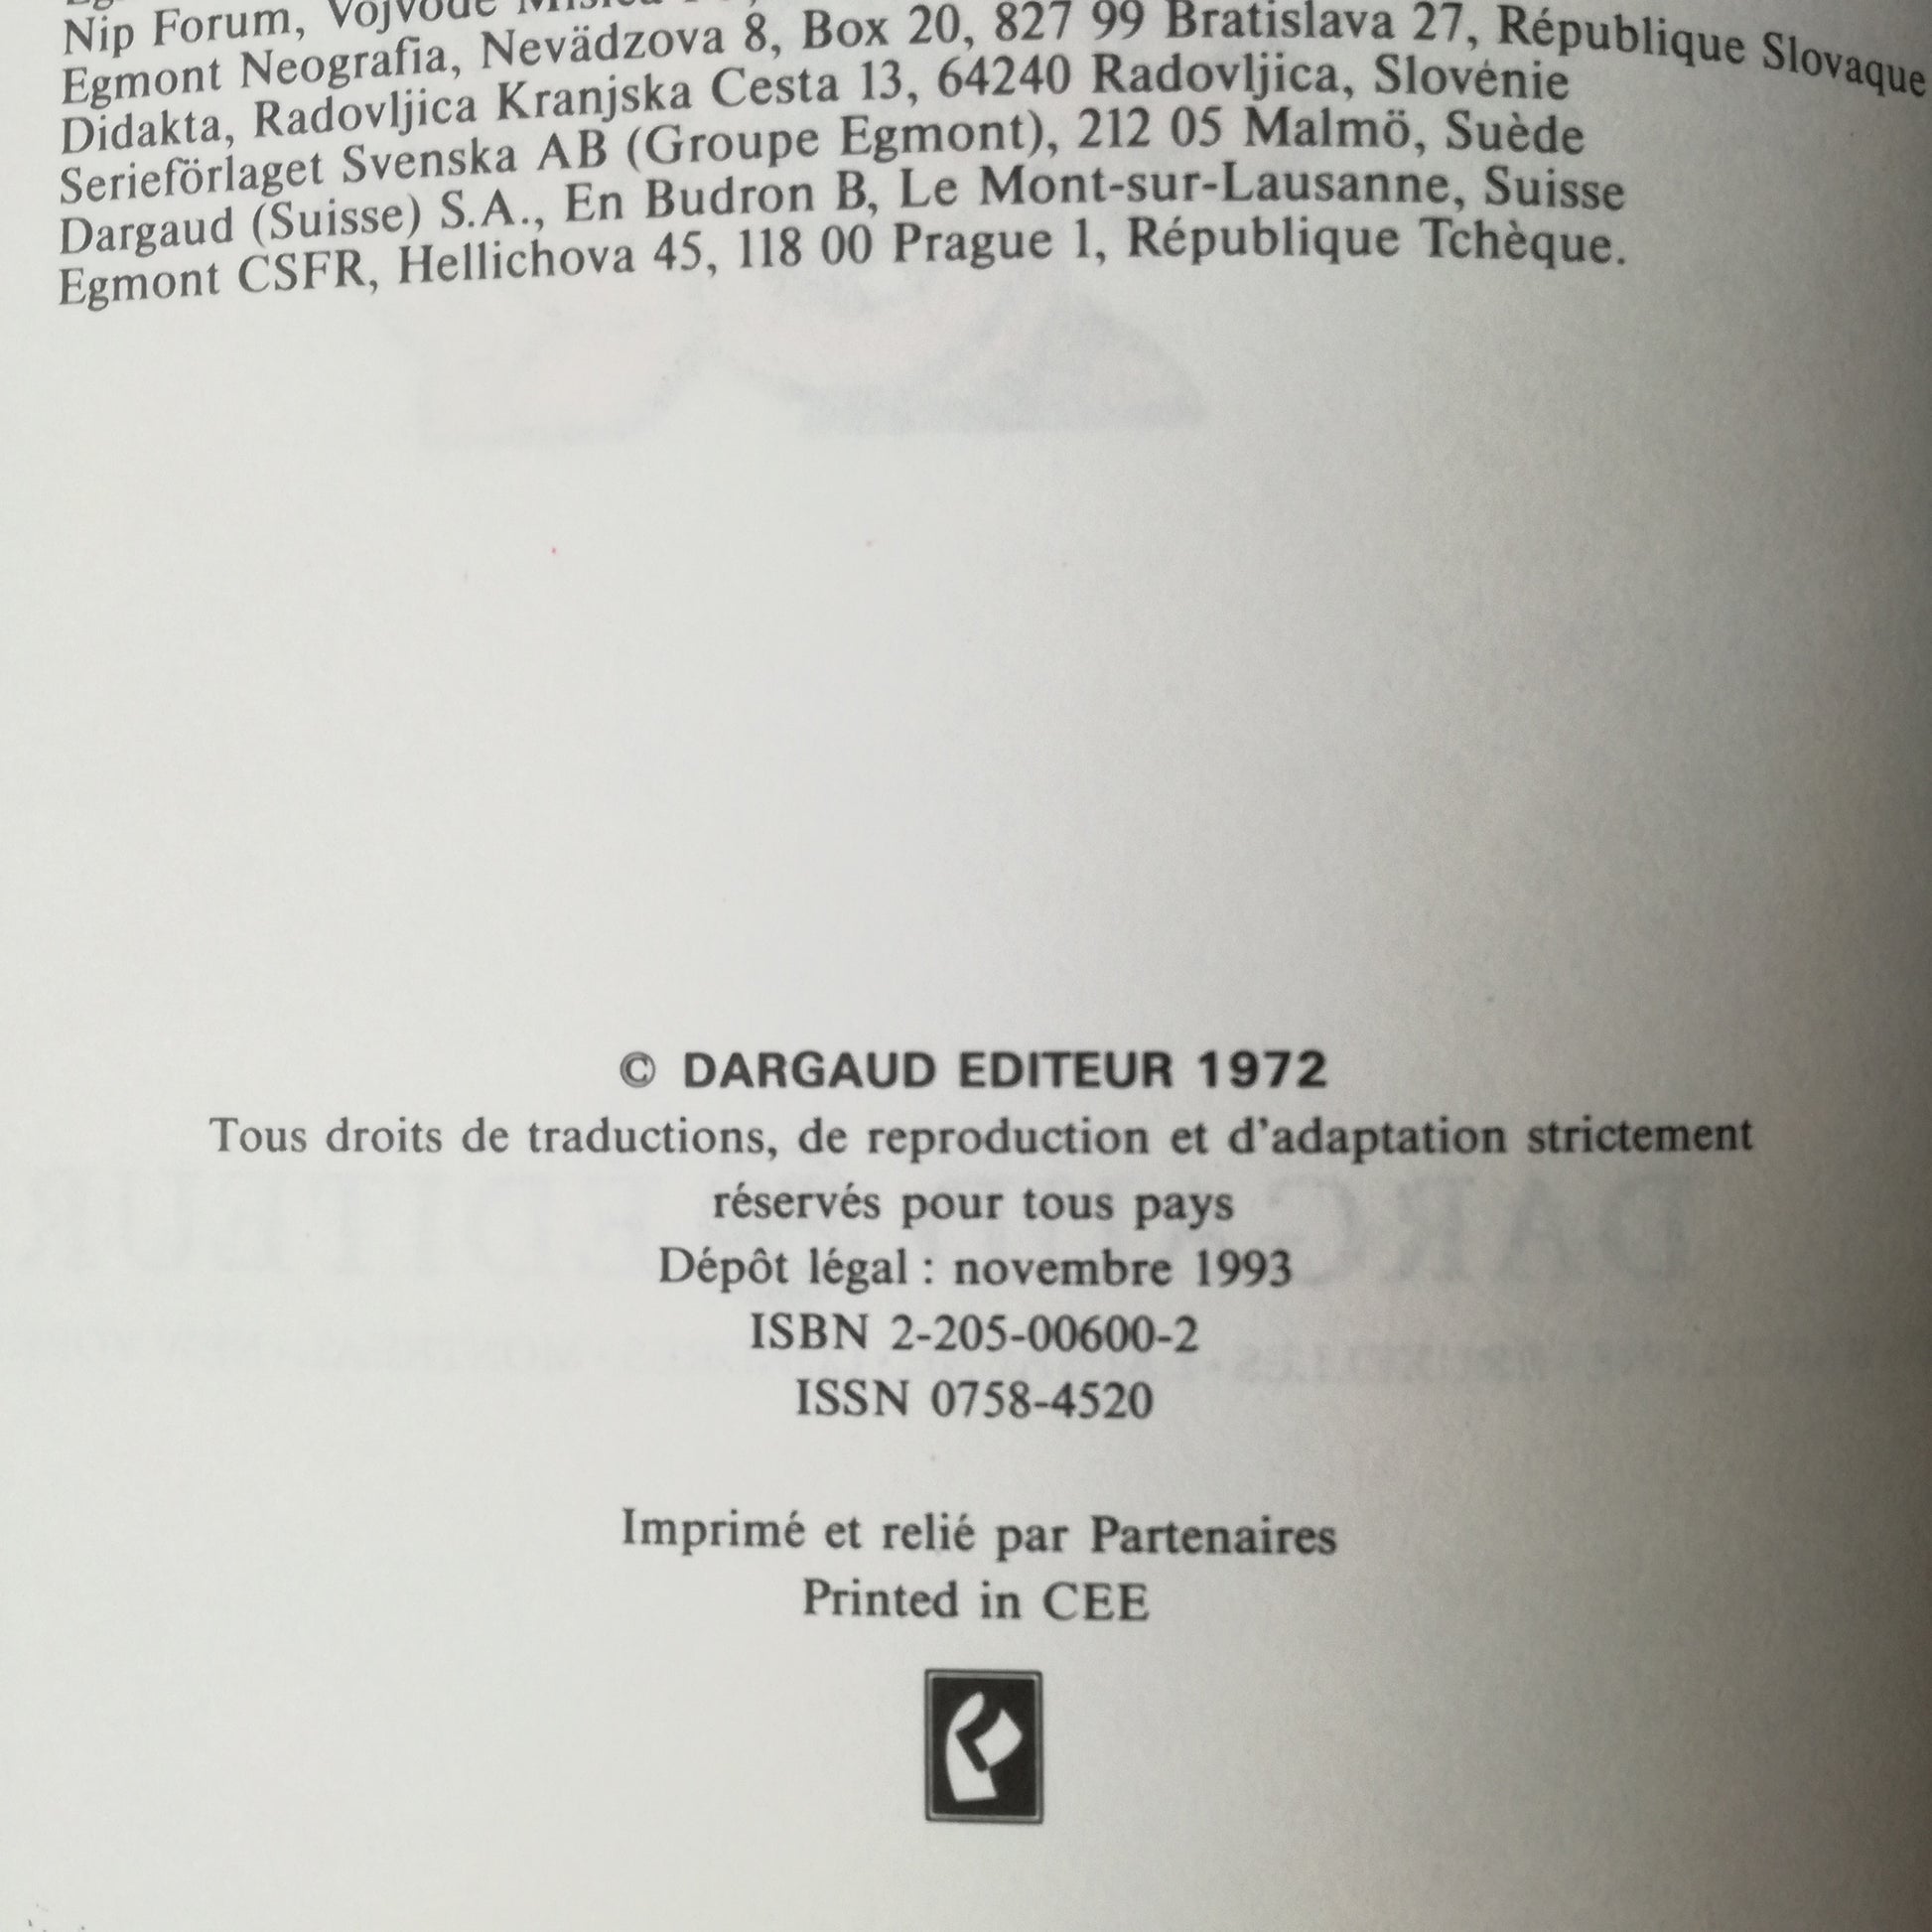 Nip Forum, Vojvode
Egmont Neografia, Nevädzova 8, Box 20, 827 99 Bratislava 27, République Slovaque
Didakta, Radovljica Kranjska Cesta 13, 64240 Radovljica, Slovénie
Serieförlaget Svenska AB (Groupe Egmont), 212 05 Malmö, Suède
Dargaud (Suisse) S.A., En Budron B, Le Mont-sur-Lausanne, Suisse
Egmont CSFR, Hellichova 45, 118 00 Prague 1, République Tchèque.
© DARGAUD EDITEUR 1972
Tous droits de traductions, de reproduction et d'adaptation strictement
réservés pour tous pays
Dépôt légal : novembre 1993
ISBN 2-205-00600-2
ISSN 0758-4520
Imprimé et relié par Partenaires
Printed in CEE